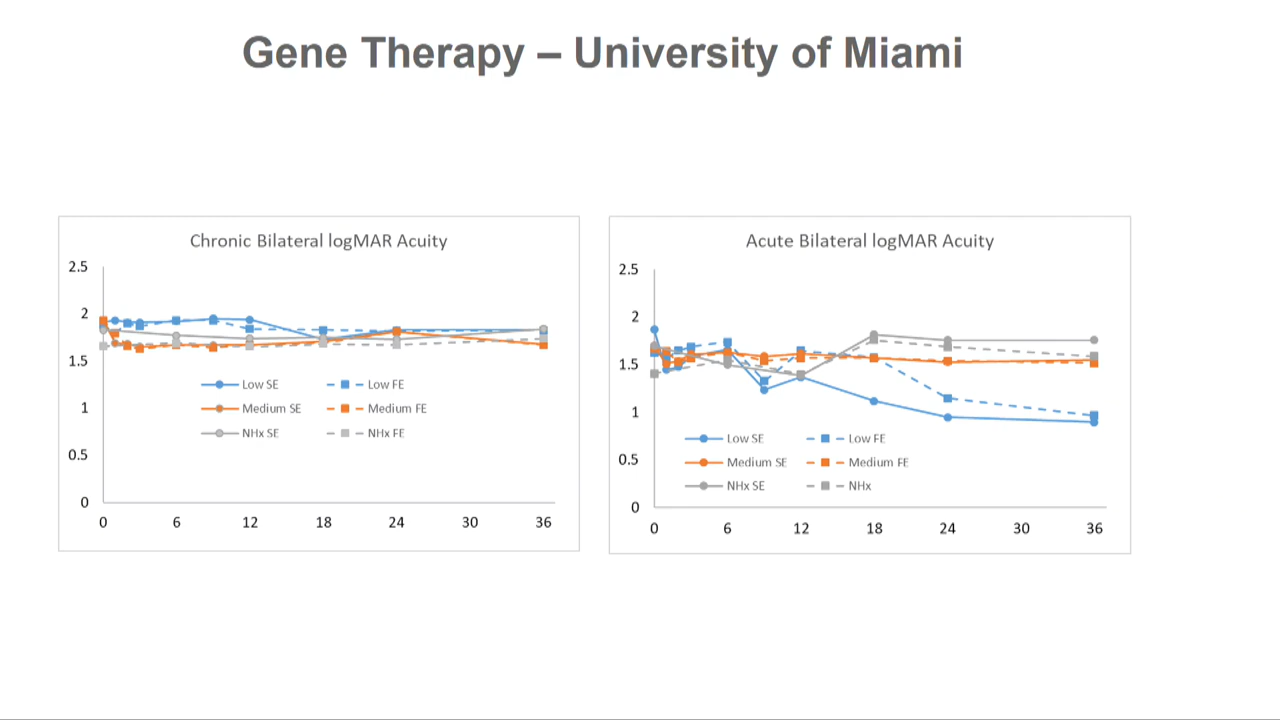 Gene Therapy – University of Miami
Chronic Bilateral logMAR Acuity
2.5
2
1.5
1
0.5
0
Low SE
Low FE
Medium SE
Medium FE
NHx SE
NHx FE
0 6 12 18 24 30 36
Acute Bilateral logMAR Acuity
2.5
2
1.5
1
0.5
0
Low SE
Low FE
Medium SE
Medium FE
NHx SE
NHx
0 6 12 18 24 30 36